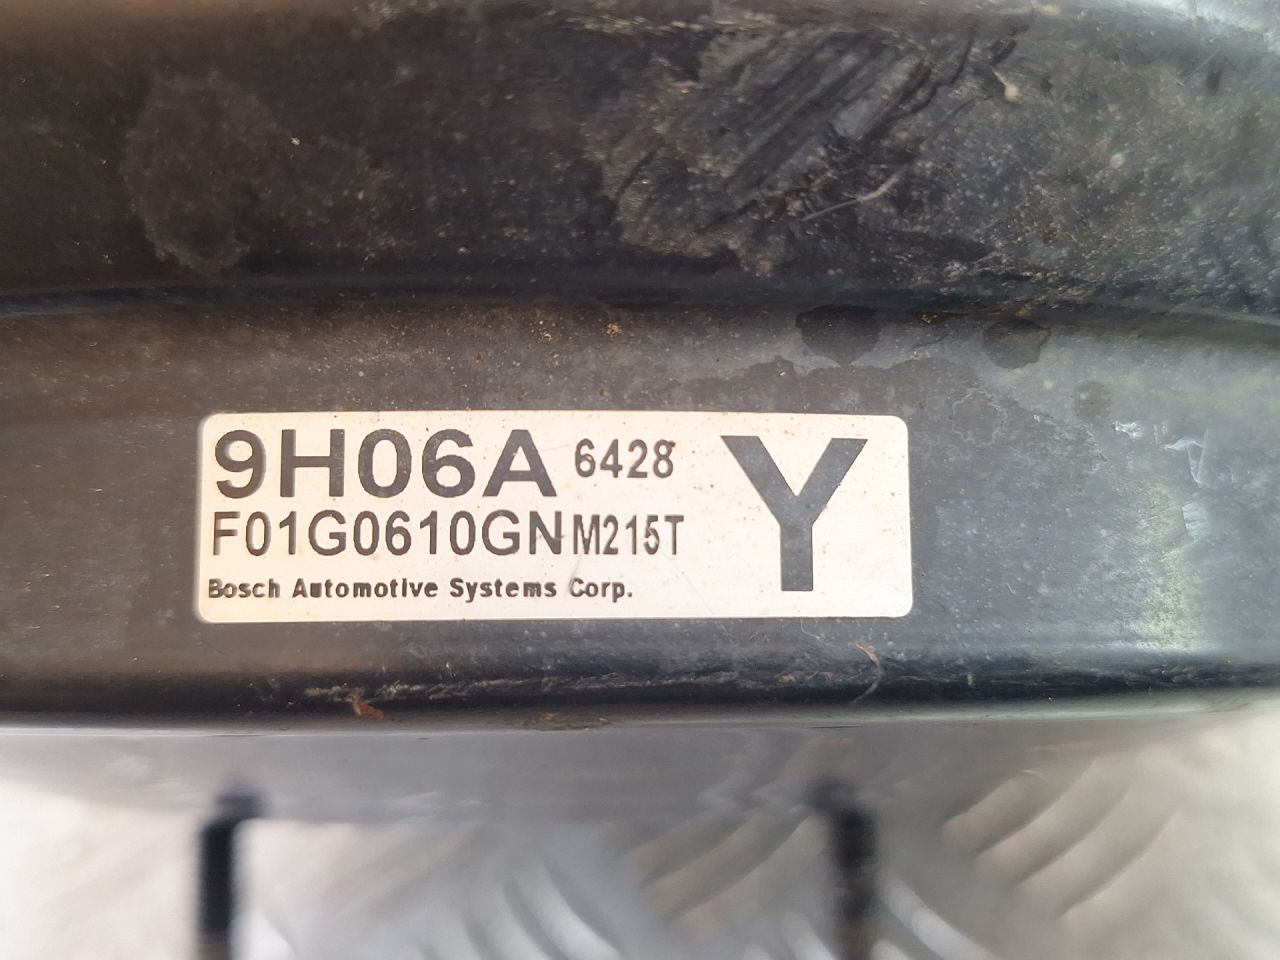 9H06A 6428 Y
F01G0610GN M215T
Bosch Automotive Systems Corp.